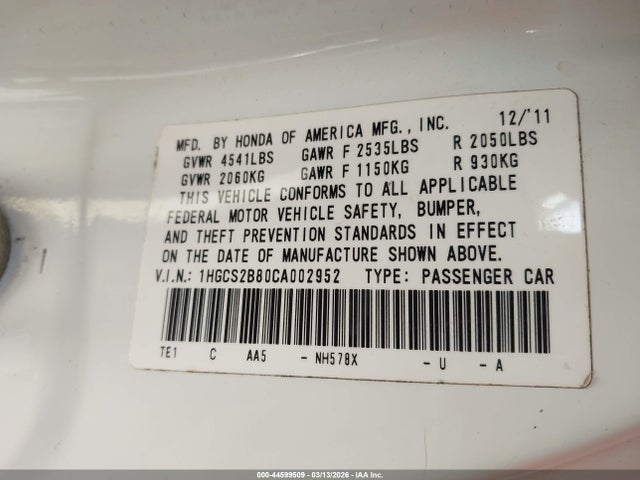 MFD. BY HONDA OF AMERICA MFG., INC. 12/'11
GVWR 4541LBS GAWR F 2535LBS R 2050LBS
GVWR 2060KG GAWR F 1150KG R 930KG
THIS VEHICLE CONFORMS TO ALL APPLICABLE
FEDERAL MOTOR VEHICLE SAFETY, BUMPER,
AND THEFT PREVENTION STANDARDS IN EFFECT
ON THE DATE OF MANUFACTURE SHOWN ABOVE.
V.I.N.: 1HGCS2B80CA002952 TYPE: PASSENGER CAR
TE1 C AA5 - NH578X - U - A
000-44599509 - 03/13/2026 - IAA Inc.